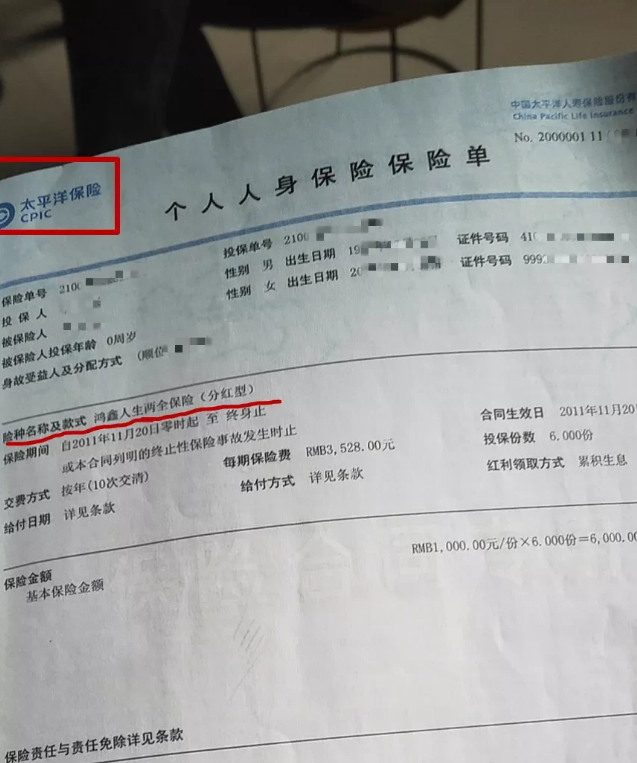 中国太平洋人寿保险股份有
China Pacific Life Insurance
No. 2000001 11
太平洋保险
CPIC
个人人身保险保险单
保险单号 2100
投保单号 2100
投保人
性别 男 出生日期 19 证件号码 410
被保险人
性别 女 出生日期 20 证件号码 999
被保险人投保年龄 0周岁
身故受益人及分配方式 (顺位
险种名称及款式 鸿鑫人生两全保险(分红型)
保险期间 自2011年11月20日零时起 至 终身止 合同生效日 2011年11月20
或本合同列明的终止性保险事故发生时止 投保份数 6.000份
交费方式 按年(10次交清) 每期保险费 RMB3,528.00元 红利领取方式 累积生息
给付日期 详见条款 给付方式 详见条款
RMB1,000.00元/份×6.000份=6,000.00
保险金额
基本保险金额
保险责任与责任免除详见条款